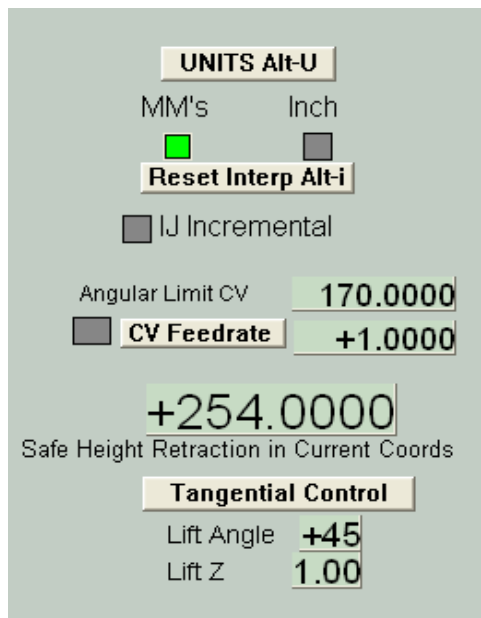 UNITS Alt-U
MM's Inch
Reset Interp Alt-i
IJ Incremental
Angular Limit CV 170.0000
CV Feedrate +1.0000
+254.0000
Safe Height Retraction in Current Coords
Tangential Control
Lift Angle +45
Lift Z 1.00